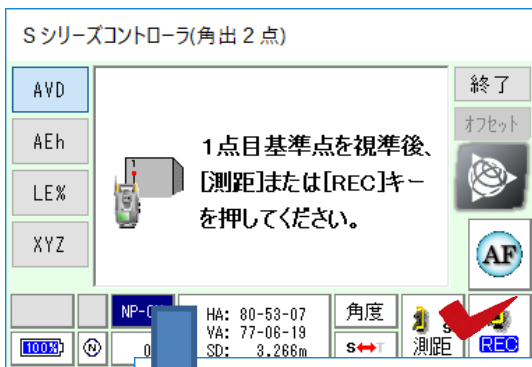 Sシリーズコントローラ(角出2点)
AVD
AEh
LE%
XYZ
1点目基準点を視準後、
[測距]または[REC]キー
を押してください。
終了
オフセット
AF
NP-
HA: 80-53-07
VA: 77-06-19
SD: 3.266m
角度
S↔T
測距
REC
100%
N
0